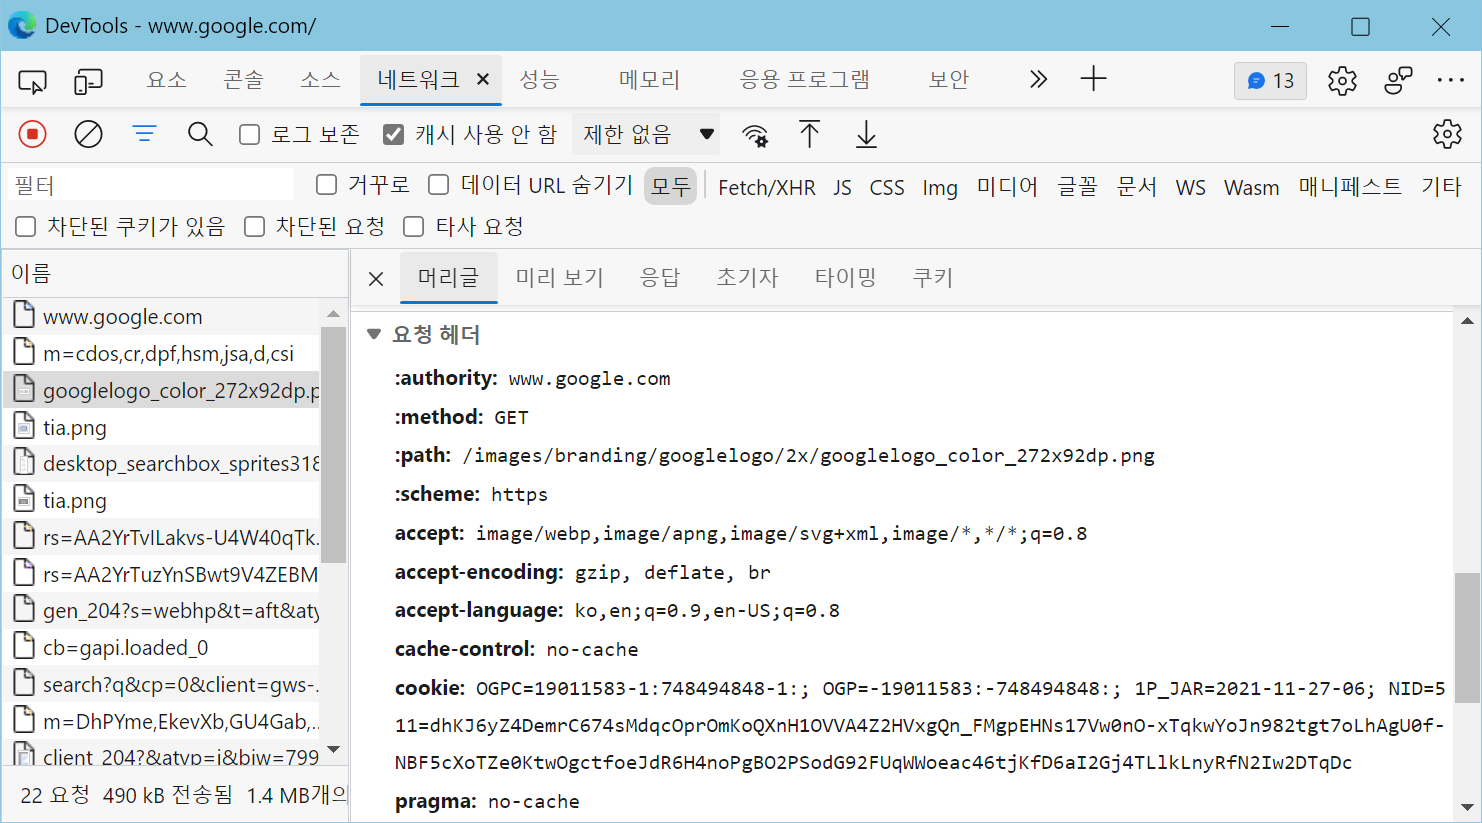 DevTools - www.google.com/
요소 콘솔 소스 네트워크 성능 메모리 응용 프로그램 보안 13
로그 보존 캐시 사용 안 함 제한 없음
필터 거꾸로 데이터 URL 숨기기 모두 Fetch/XHR JS CSS Img 미디어 글꼴 문서 WS Wasm 매니페스트 기타
차단된 쿠키가 있음 차단된 요청 타사 요청
이름
www.google.com
m=cdos,cr,dpf,hsm,jsa,d,csi
googlelogo_color_272x92dp.p
tia.png
desktop_searchbox_sprites318
tia.png
rs=AA2YrTvILakvs-U4W40qTk.
rs=AA2YrTuzYnSBwt9V4ZEBM
gen_204?s=webhp&t=aft&aty
cb=gapi.loaded_0
search?q&cp=0&client=gws-.
m=DhPYme,EkevXb,GU4Gab,.
client_204?&atyp=i&biw=799
22 요청 490 kB 전송됨 1.4 MB개의
머리글 미리 보기 응답 초기자 타이밍 쿠키
요청 헤더
:authority: www.google.com
:method: GET
:path: /images/branding/googlelogo/2x/googlelogo_color_272x92dp.png
:scheme: https
accept: image/webp,image/apng,image/svg+xml,image/*,*/*;q=0.8
accept-encoding: gzip, deflate, br
accept-language: ko,en;q=0.9,en-US;q=0.8
cache-control: no-cache
cookie: OGPC=19011583-1:748494848-1:; OGP=-19011583:-748494848:; 1P_JAR=2021-11-27-06; NID=5
11=dhKJ6yZ4DemrC674sMdqcOprOmKoQXnH1OVVA4Z2HVxgQn_FMgpEHNs17Vw0nO-xTqkwYoJn982tgt7oLhAgU0f-
NBF5cXoTZe0KtwOgctfoeJdR6H4noPgBO2PSodG92FUqWWoeac46tjKfD6aI2Gj4TLlkLnyRfN2Iw2DTqDc
pragma: no-cache